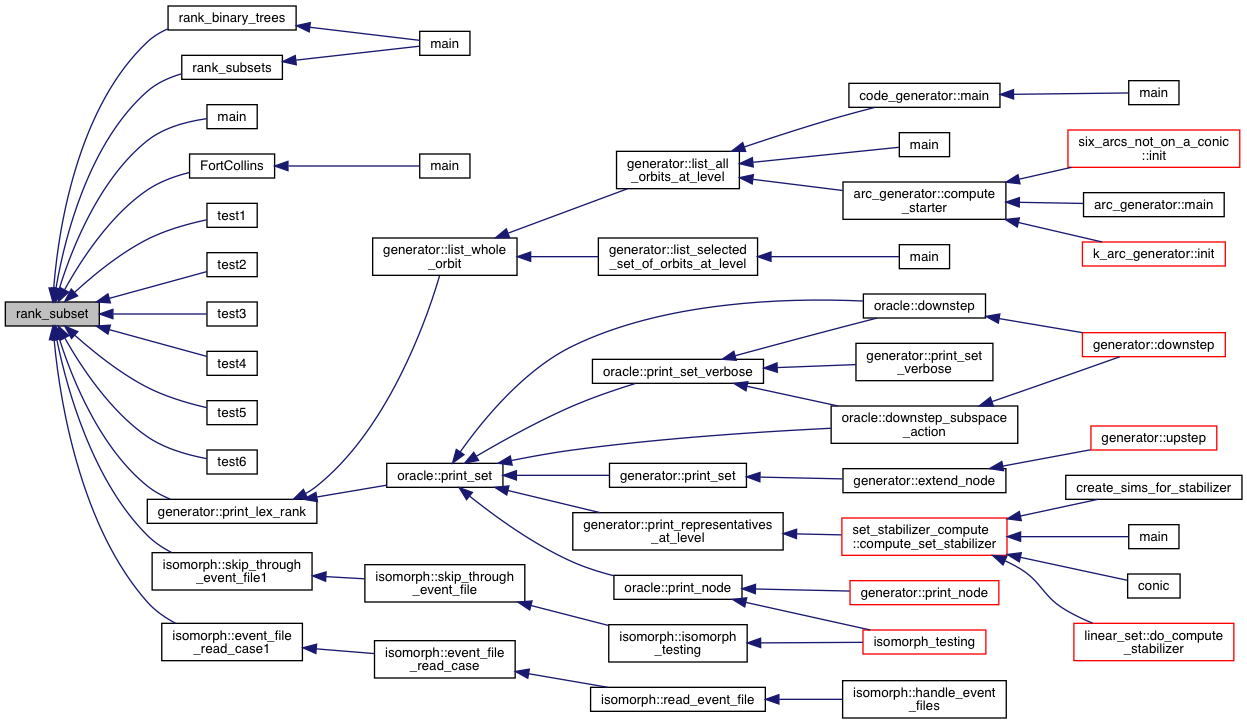 rank_subset
rank_binary_trees
main
rank_subsets
main
FortCollins
main
test1
test2
test3
test4
test5
test6
generator::print_lex_rank
generator::list_whole
_orbit
generator::list_all
_orbits_at_level
code_generator::main
main
main
arc_generator::compute
_starter
six_arcs_not_on_a_conic
::init
arc_generator::main
k_arc_generator::init
generator::list_selected
_set_of_orbits_at_level
main
oracle::print_set
oracle::downstep
generator::downstep
oracle::print_set_verbose
generator::print_set
_verbose
oracle::downstep_subspace
_action
generator::print_set
generator::extend_node
generator::upstep
generator::print_representatives
_at_level
set_stabilizer_compute
::compute_set_stabilizer
create_sims_for_stabilizer
main
conic
linear_set::do_compute
_stabilizer
oracle::print_node
generator::print_node
isomorph_testing
isomorph::skip_through
_event_file1
isomorph::skip_through
_event_file
isomorph::isomorph
_testing
isomorph::event_file
_read_case1
isomorph::event_file
_read_case
isomorph::read_event_file
isomorph::handle_event
_files